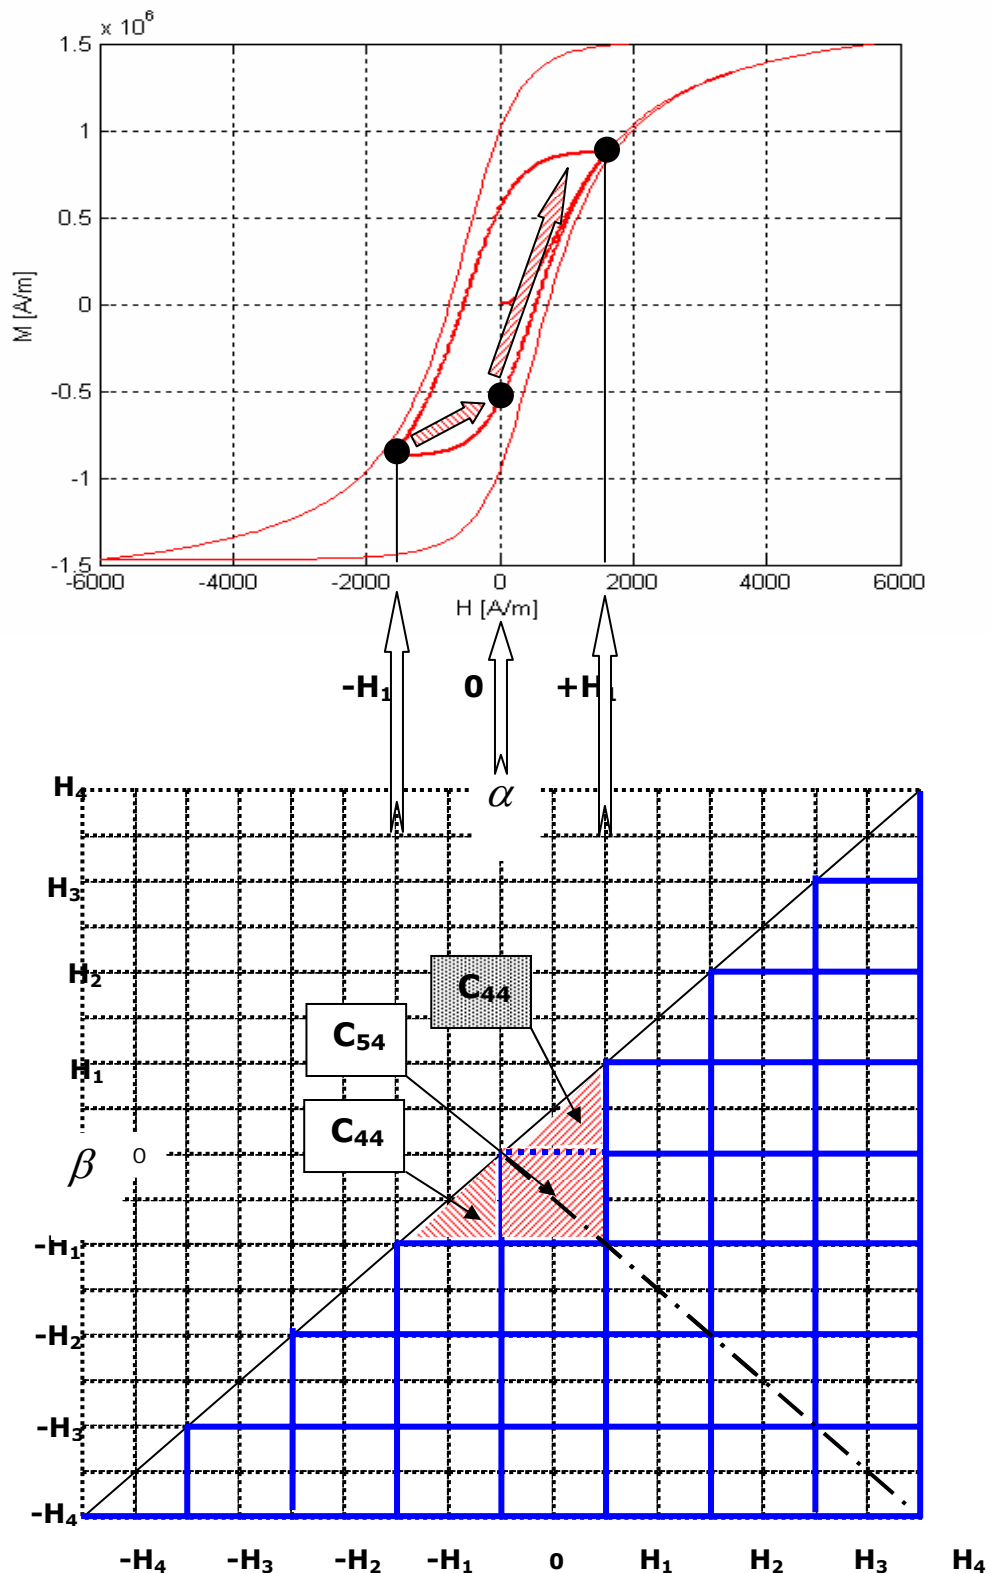 x 10⁶
1.5
1
0.5
0
-0.5
-1
-1.5
M [A/m]
-6000 -4000 -2000 0 2000 4000 6000
H [A/m]
-H₁ 0 +H₁
α
H₄
H₃
H₂
H₁
β 0
-H₁
-H₂
-H₃
-H₄
C₄₄
C₅₄
C₄₄
-H₄ -H₃ -H₂ -H₁ 0 H₁ H₂ H₃ H₄